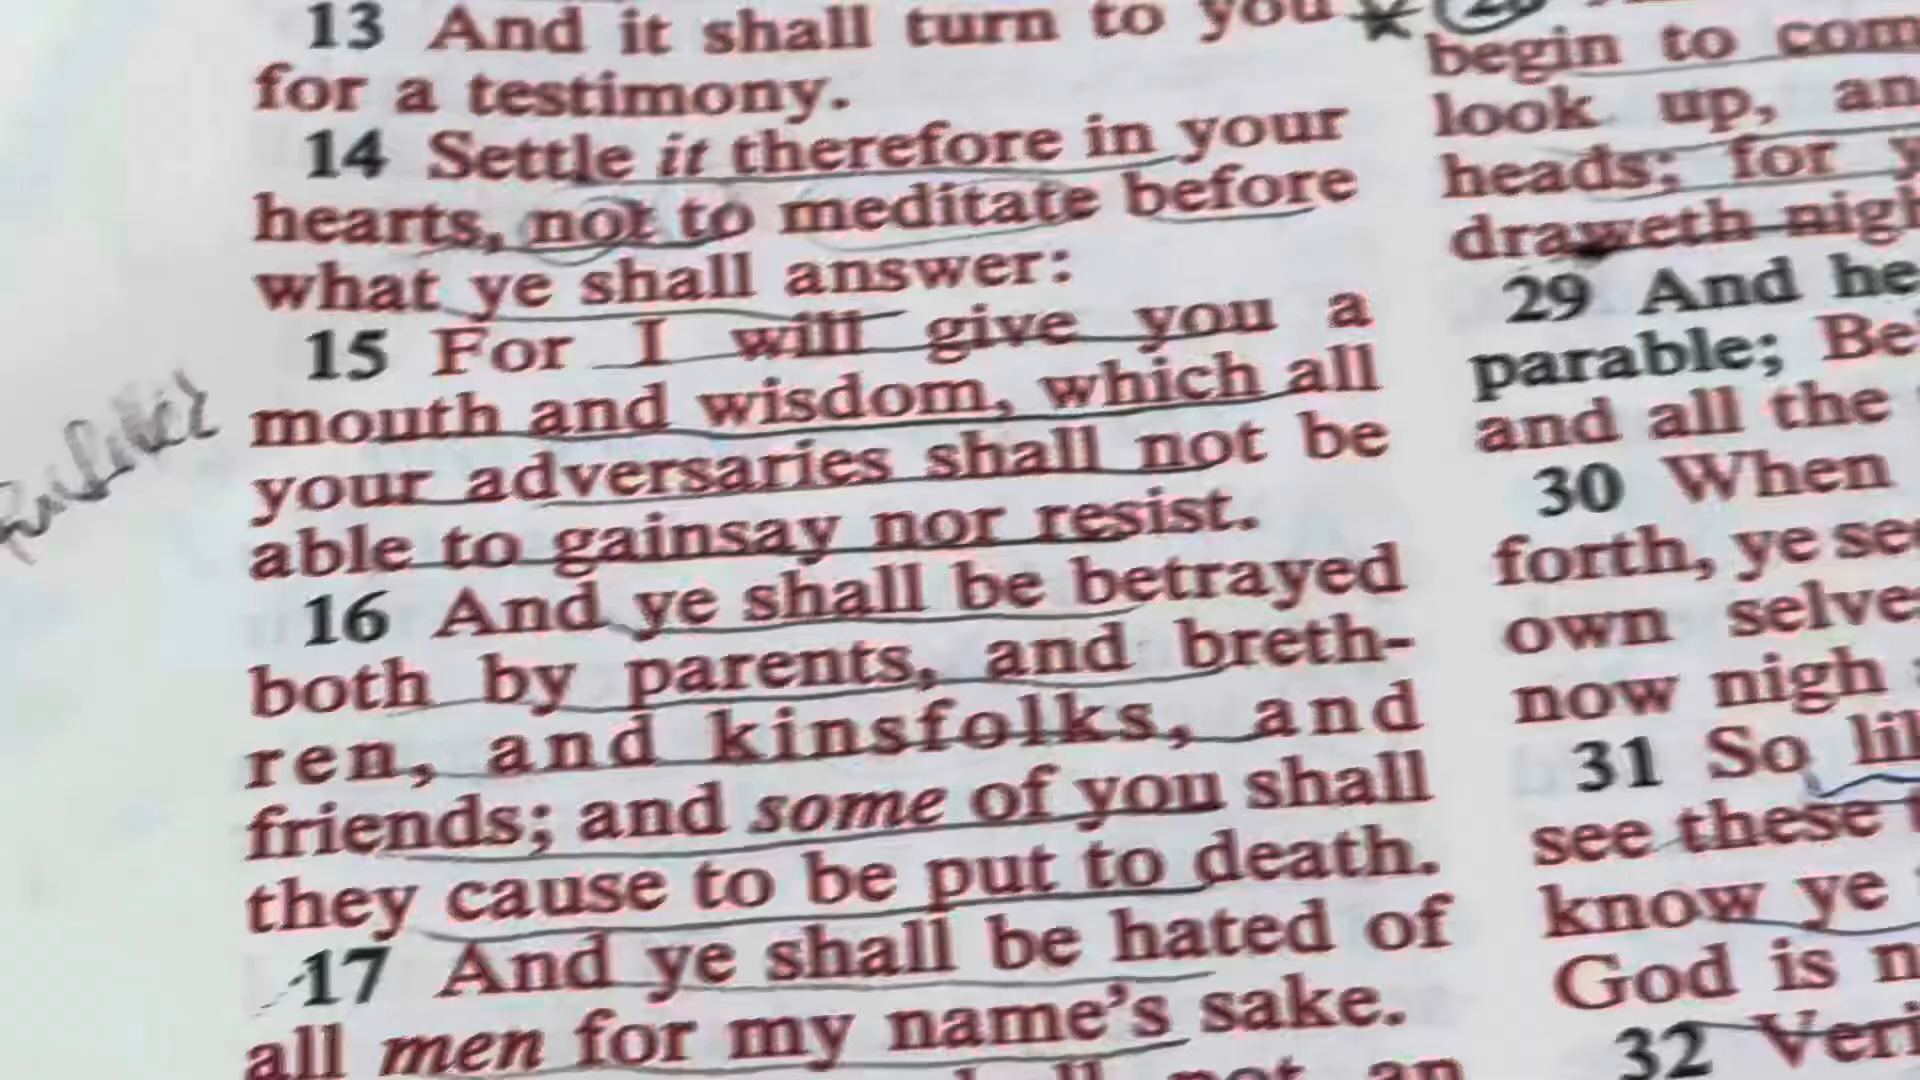 13 And it shall turn to you
for a testimony.
14 Settle it therefore in your
hearts, not to meditate before
what ye shall answer:
15 For I will give you a
mouth and wisdom, which all
your adversaries shall not be
able to gainsay nor resist.
16 And ye shall be betrayed
both by parents, and breth-
ren, and kinsfolks, and
friends; and some of you shall
they cause to be put to death.
17 And ye shall be hated of
all men for my name's sake.
begin to com
look up, an
heads; for y
draweth nigh
29 And he
parable; Be
and all the
30 When
forth, ye see
own selves
now nigh
31 So lik
see these t
know ye
God is n
32 Veri